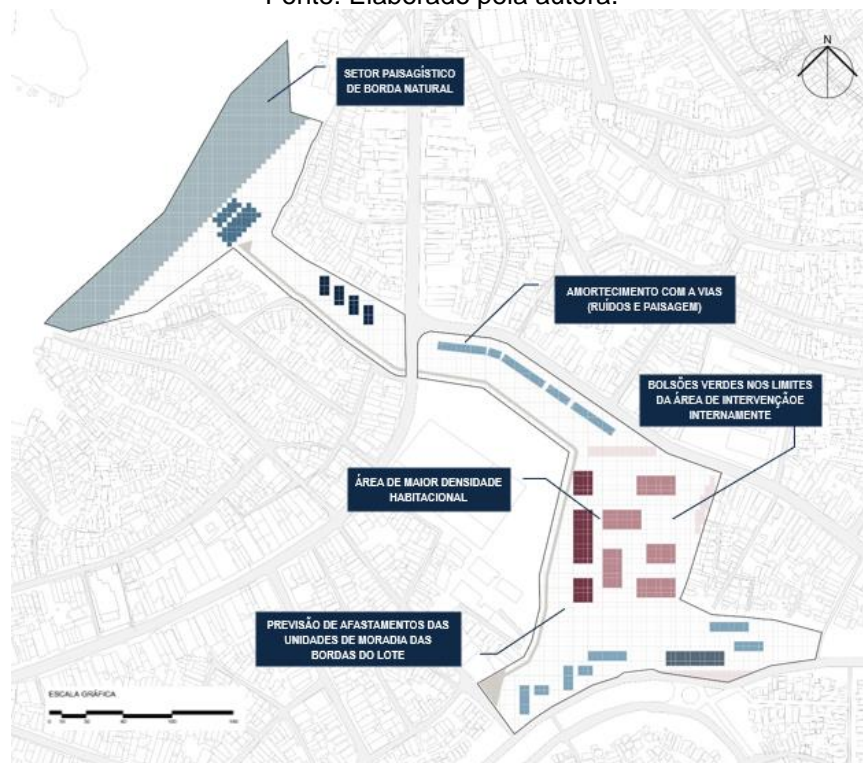 Fonte: Elaborado pela autora.
N
SETOR PAISAGÍSTICO
DE BORDA NATURAL
AMORTECIMENTO COM A VIAS
(RUÍDOS E PAISAGEM)
BOLSÕES VERDES NOS LIMITES
DA ÁREA DE INTERVENÇÃOE
INTERNAMENTE
ÁREA DE MAIOR DENSIDADE
HABITACIONAL
PREVISÃO DE AFASTAMENTOS DAS
UNIDADES DE MORADIA DAS
BORDAS DO LOTE
ESCALA GRÁFICA